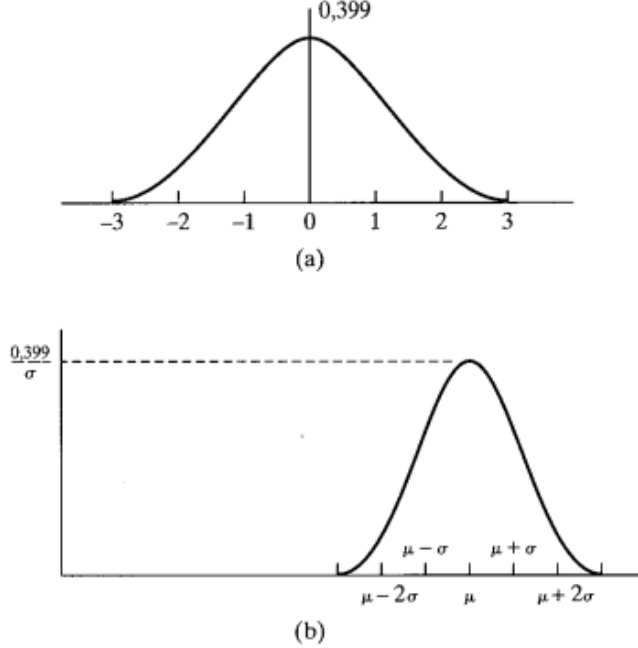 0,399
–3 –2 –1 0 1 2 3
(a)
0,399
σ
μ – σ μ + σ
μ – 2σ μ μ + 2σ
(b)